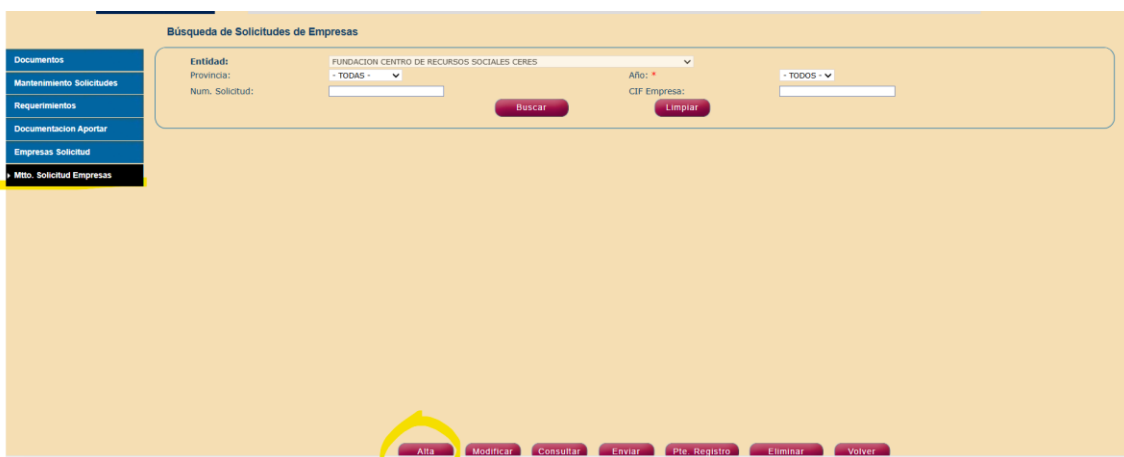 Búsqueda de Solicitudes de Empresas
Documentos
Mantenimiento Solicitudes
Requerimientos
Documentacion Aportar
Empresas Solicitud
Mtto. Solicitud Empresas
Entidad: FUNDACION CENTRO DE RECURSOS SOCIALES CERES
Provincia: - TODAS - Año: * - TODOS -
Num. Solicitud: CIF Empresa:
Buscar Limpiar
Alta Modificar Consultar Enviar Pte. Registro Eliminar Volver